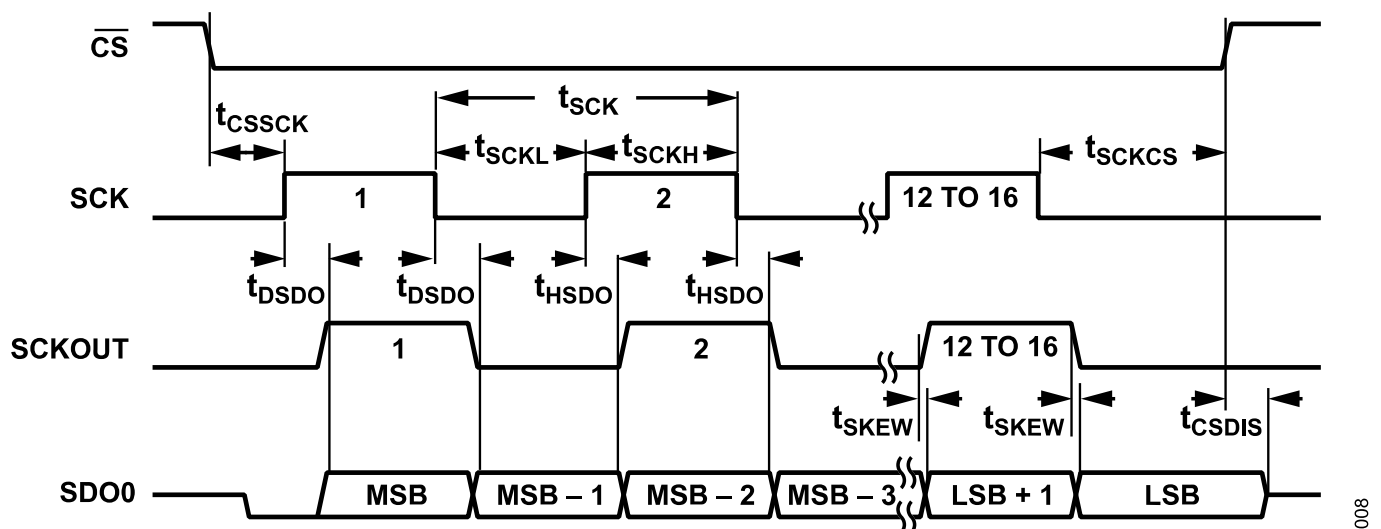 CS
tCSSCK
tSCK
tSCKL tSCKH tSCKCS
SCK 1 2 12 TO 16
tDSDO tDSDO tHSDO tHSDO
SCKOUT 1 2 12 TO 16
tSKEW tSKEW tCSDIS
SDO0 MSB MSB – 1 MSB – 2 MSB – 3 LSB + 1 LSB
008